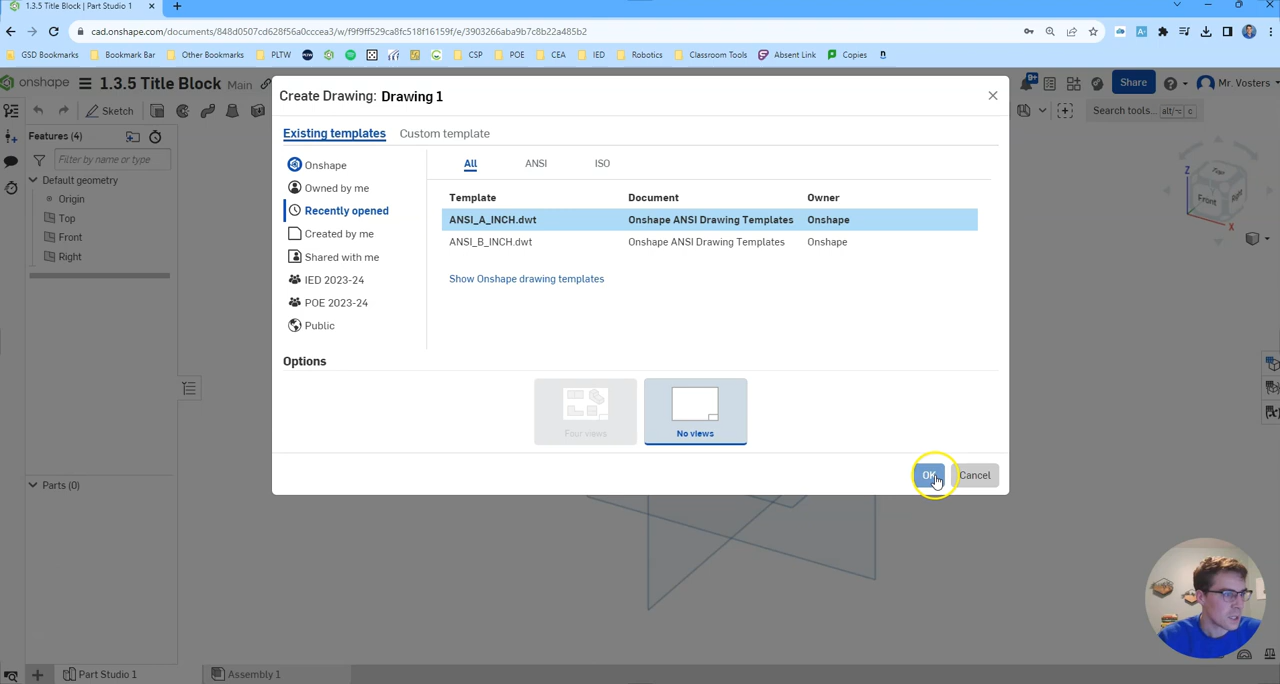 1.3.5 Title Block | Part Studio 1
cad.onshape.com/documents/848d0507cd628f56a0cccea3/w/f9f9ff529ca8fc518f16159f/e/3903266aba9b7c8b22a485b2
GSD Bookmarks Bookmark Bar Other Bookmarks PLTW CSP POE CEA IED Robotics Classroom Tools Absent Link Copies
onshape 1.3.5 Title Block Main Share Mr. Vosters
Sketch Search tools... alt/⌥ c
Features (4)
Filter by name or type
Default geometry
Origin
Top
Front
Right
Parts (0)
Create Drawing: Drawing 1
Existing templates Custom template
Onshape
Owned by me
Recently opened
Created by me
Shared with me
IED 2023-24
POE 2023-24
Public
All ANSI ISO
Template Document Owner
ANSI_A_INCH.dwt Onshape ANSI Drawing Templates Onshape
ANSI_B_INCH.dwt Onshape ANSI Drawing Templates Onshape
Show Onshape drawing templates
Options
Four views No views
OK Cancel
Z Top Front Right X
Part Studio 1 Assembly 1